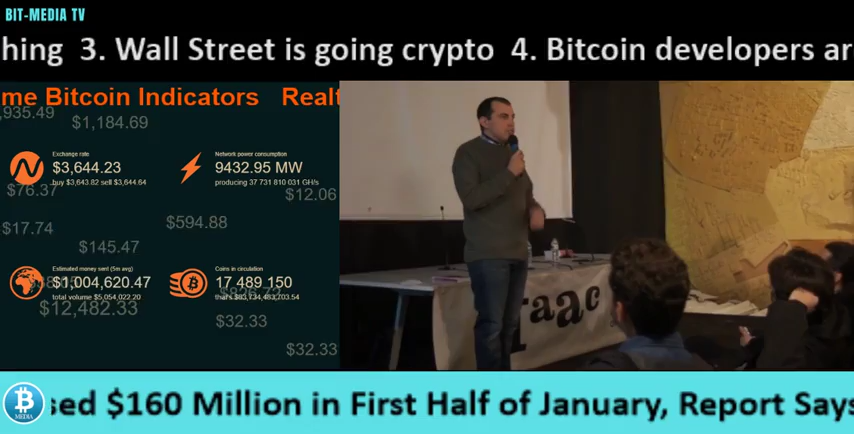 BIT-MEDIA TV
hing 3. Wall Street is going crypto 4. Bitcoin developers ar
me Bitcoin Indicators Realt
,935.49
$1,184.69
Exchange rate
$3,644.23
buy $3,643.82 sell $3,644.64
Network power consumption
9432.95 MW
producing 37 731 810 031 GH/s
$76.37
$12.06
$17.74
$594.88
$145.47
Estimated money sent (5m avg)
$1,004,620.47
total volume $5,054,022.20
Coins in circulation
17 489 150
$12,482.33
$32.33
$32.33
Taac
B
MEDIA
sed $160 Million in First Half of January, Report Says